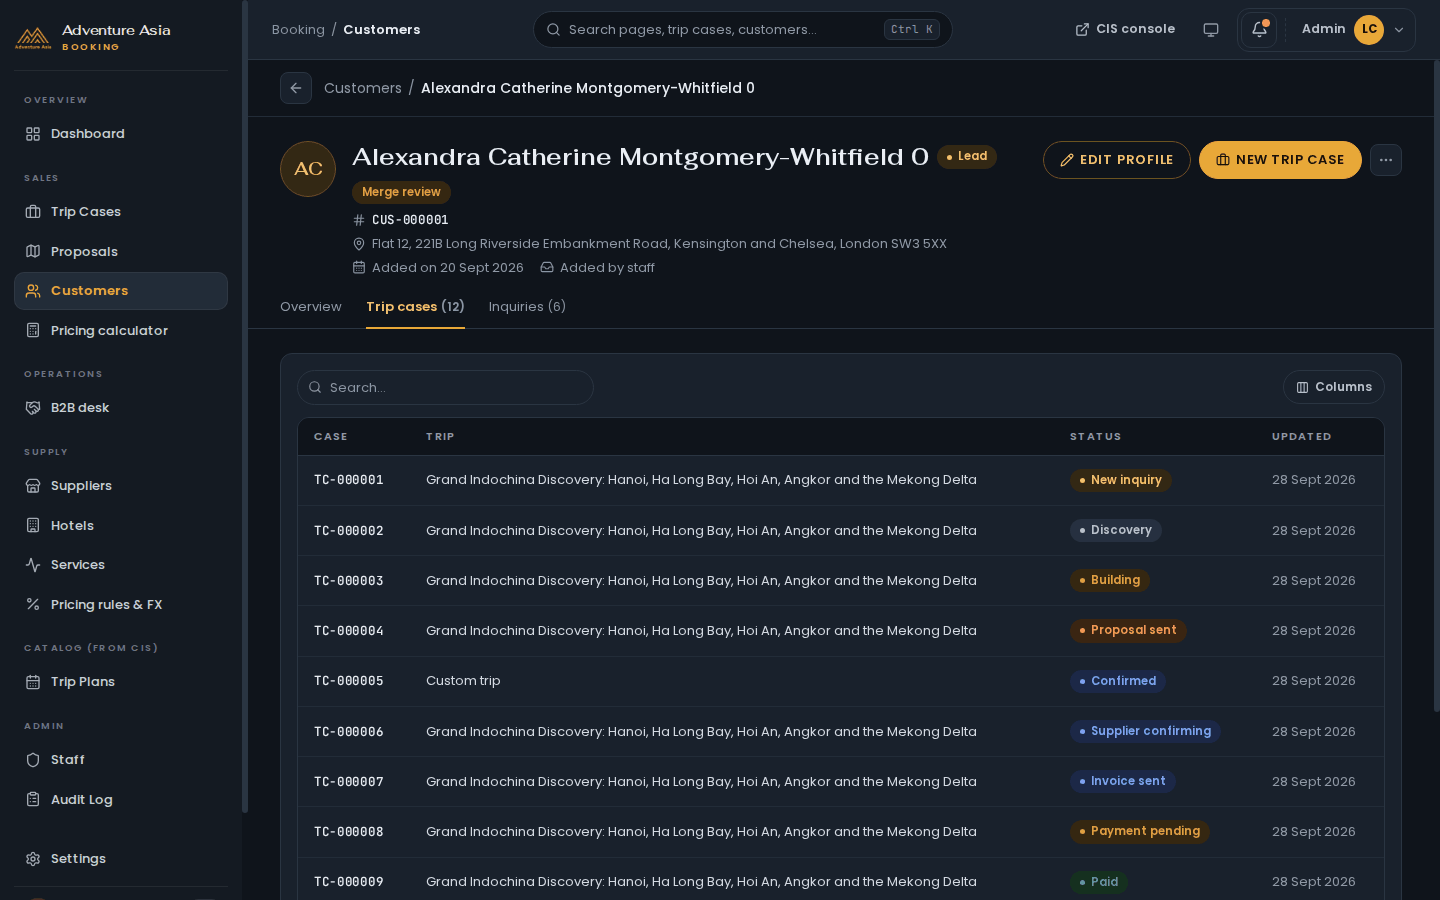 Adventure Asia
BOOKING
Adventure Asia
OVERVIEW
Dashboard
SALES
Trip Cases
Proposals
Customers
Pricing calculator
OPERATIONS
B2B desk
SUPPLY
Suppliers
Hotels
Services
Pricing rules & FX
CATALOG (FROM CIS)
Trip Plans
ADMIN
Staff
Audit Log
Settings
Booking / Customers
Search pages, trip cases, customers...
Ctrl K
CIS console
Admin
LC
Customers / Alexandra Catherine Montgomery-Whitfield 0
AC
Alexandra Catherine Montgomery-Whitfield 0
Lead
Merge review
EDIT PROFILE
NEW TRIP CASE
CUS-000001
Flat 12, 221B Long Riverside Embankment Road, Kensington and Chelsea, London SW3 5XX
Added on 20 Sept 2026 Added by staff
Overview Trip cases (12) Inquiries (6)
Search...
Columns
CASE TRIP STATUS UPDATED
TC-000001 Grand Indochina Discovery: Hanoi, Ha Long Bay, Hoi An, Angkor and the Mekong Delta New inquiry 28 Sept 2026
TC-000002 Grand Indochina Discovery: Hanoi, Ha Long Bay, Hoi An, Angkor and the Mekong Delta Discovery 28 Sept 2026
TC-000003 Grand Indochina Discovery: Hanoi, Ha Long Bay, Hoi An, Angkor and the Mekong Delta Building 28 Sept 2026
TC-000004 Grand Indochina Discovery: Hanoi, Ha Long Bay, Hoi An, Angkor and the Mekong Delta Proposal sent 28 Sept 2026
TC-000005 Custom trip Confirmed 28 Sept 2026
TC-000006 Grand Indochina Discovery: Hanoi, Ha Long Bay, Hoi An, Angkor and the Mekong Delta Supplier confirming 28 Sept 2026
TC-000007 Grand Indochina Discovery: Hanoi, Ha Long Bay, Hoi An, Angkor and the Mekong Delta Invoice sent 28 Sept 2026
TC-000008 Grand Indochina Discovery: Hanoi, Ha Long Bay, Hoi An, Angkor and the Mekong Delta Payment pending 28 Sept 2026
TC-000009 Grand Indochina Discovery: Hanoi, Ha Long Bay, Hoi An, Angkor and the Mekong Delta Paid 28 Sept 2026